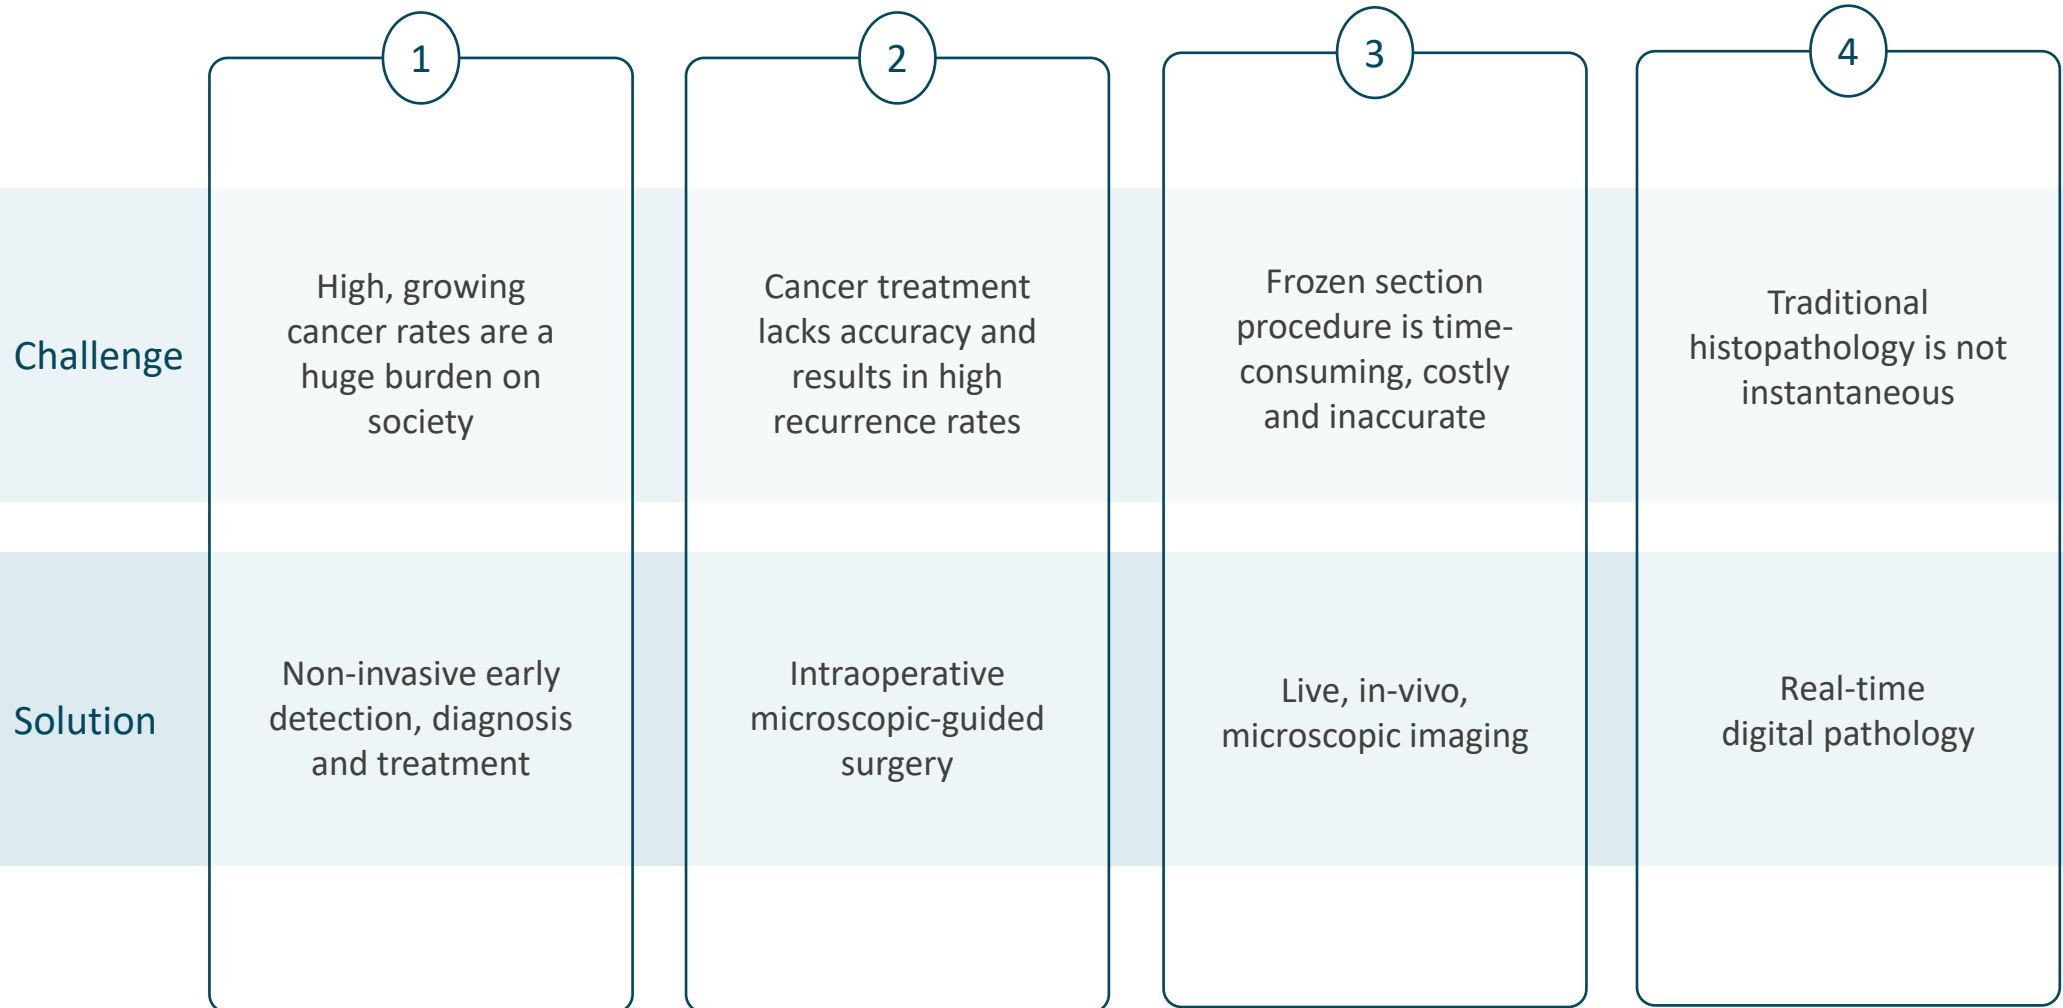 1
2
3
4
Challenge
High, growing
cancer rates are a
huge burden on
society
Cancer treatment
lacks accuracy and
results in high
recurrence rates
Frozen section
procedure is time-
consuming, costly
and inaccurate
Traditional
histopathology is not
instantaneous
Solution
Non-invasive early
detection, diagnosis
and treatment
Intraoperative
microscopic-guided
surgery
Live, in-vivo,
microscopic imaging
Real-time
digital pathology